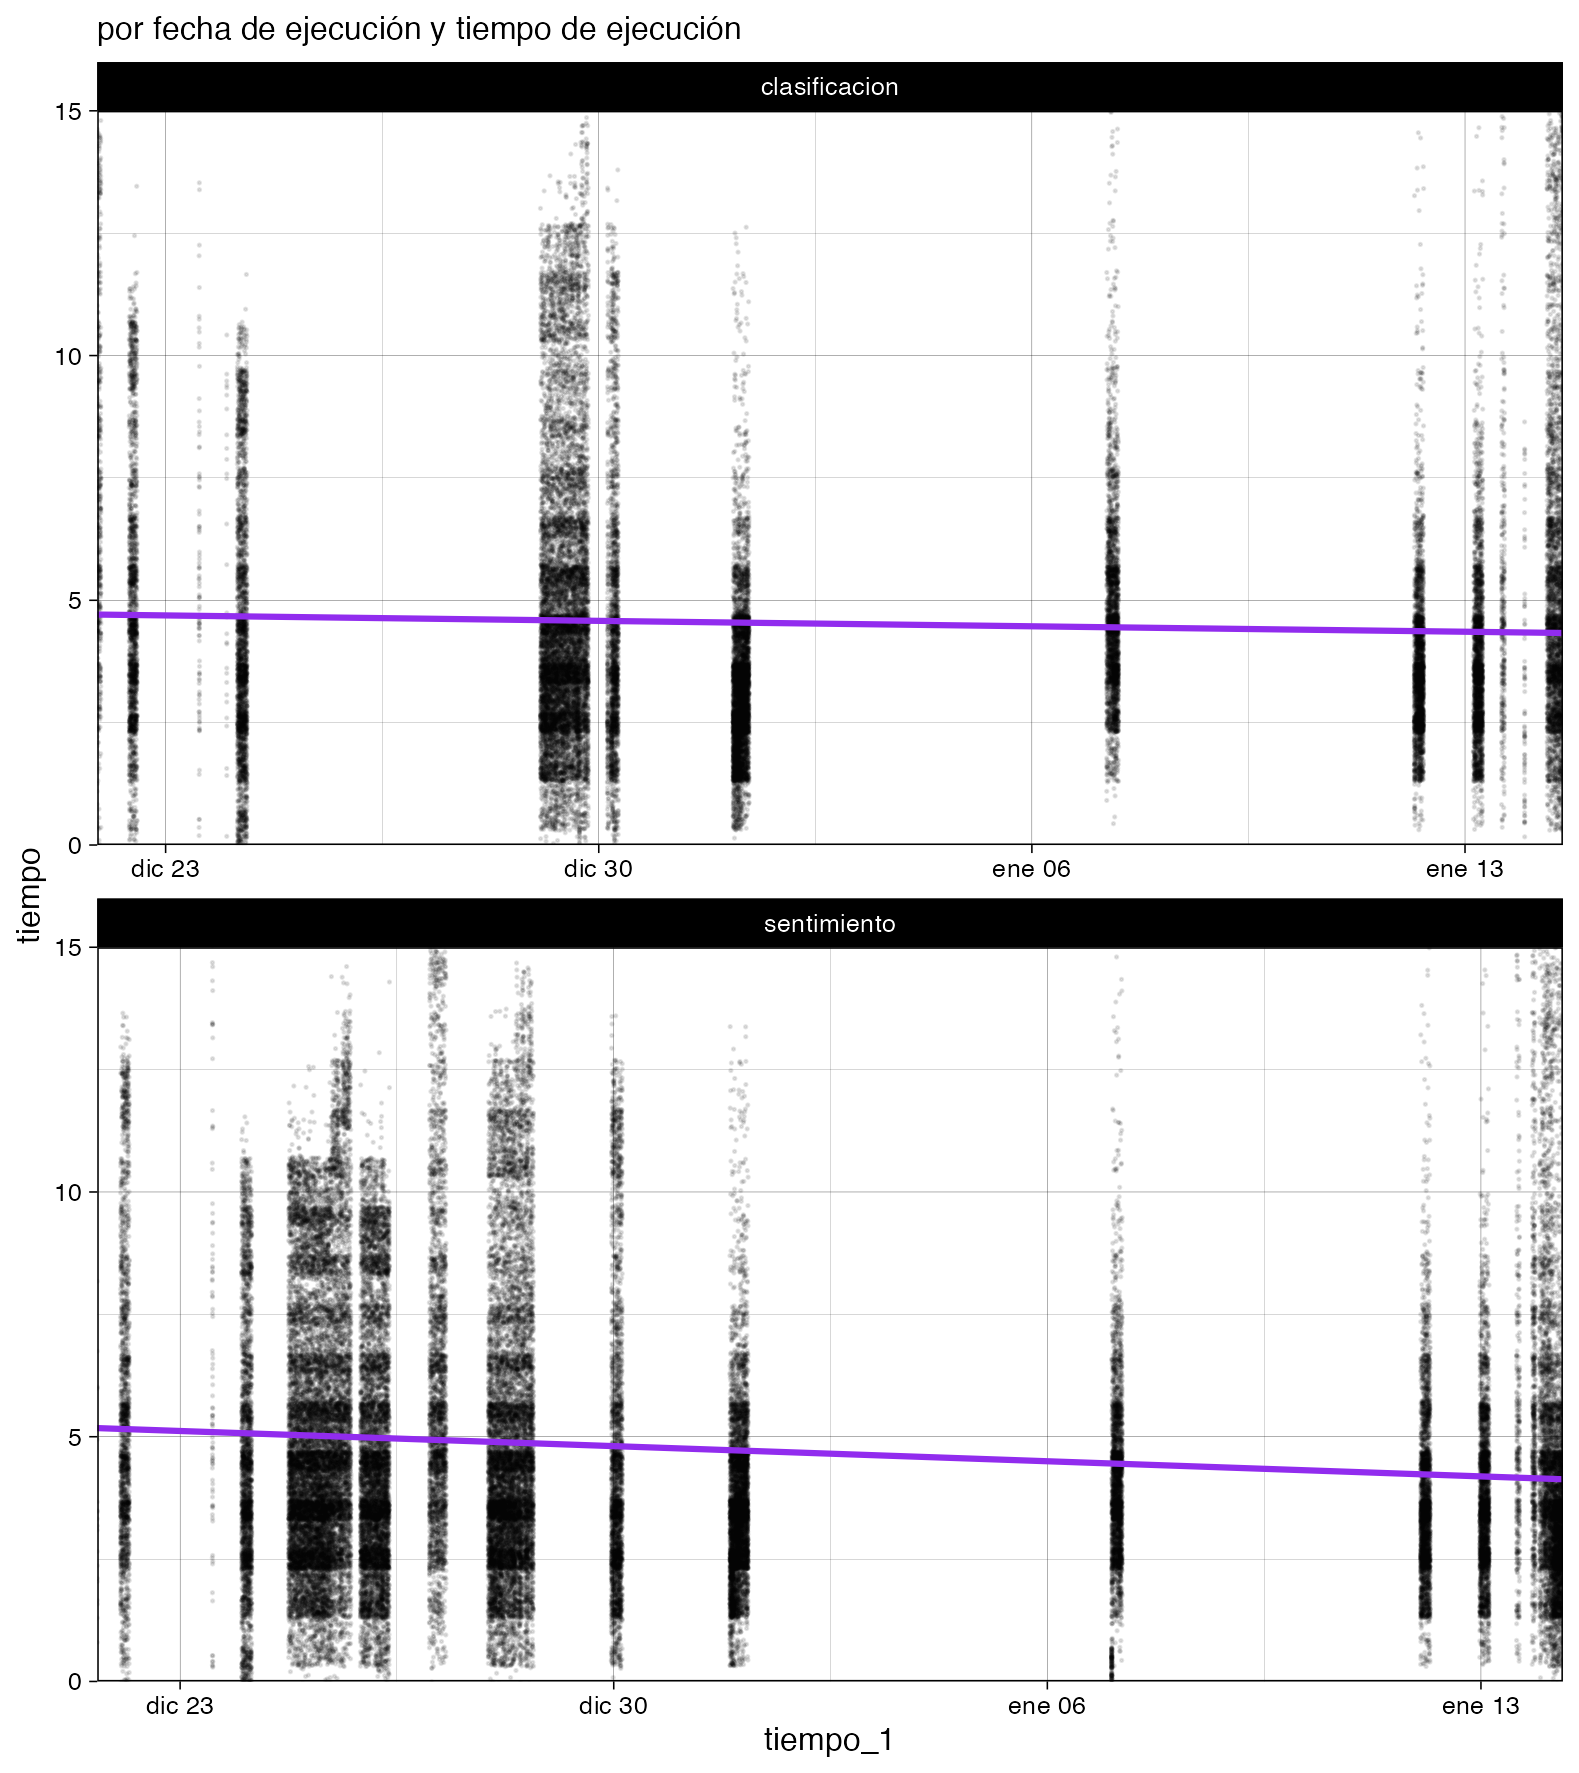 por fecha de ejecución y tiempo de ejecución
clasificacion
15
10
5
0
dic 23 dic 30 ene 06 ene 13
tiempo
sentimiento
15
10
5
0
dic 23 dic 30 ene 06 ene 13
tiempo_1